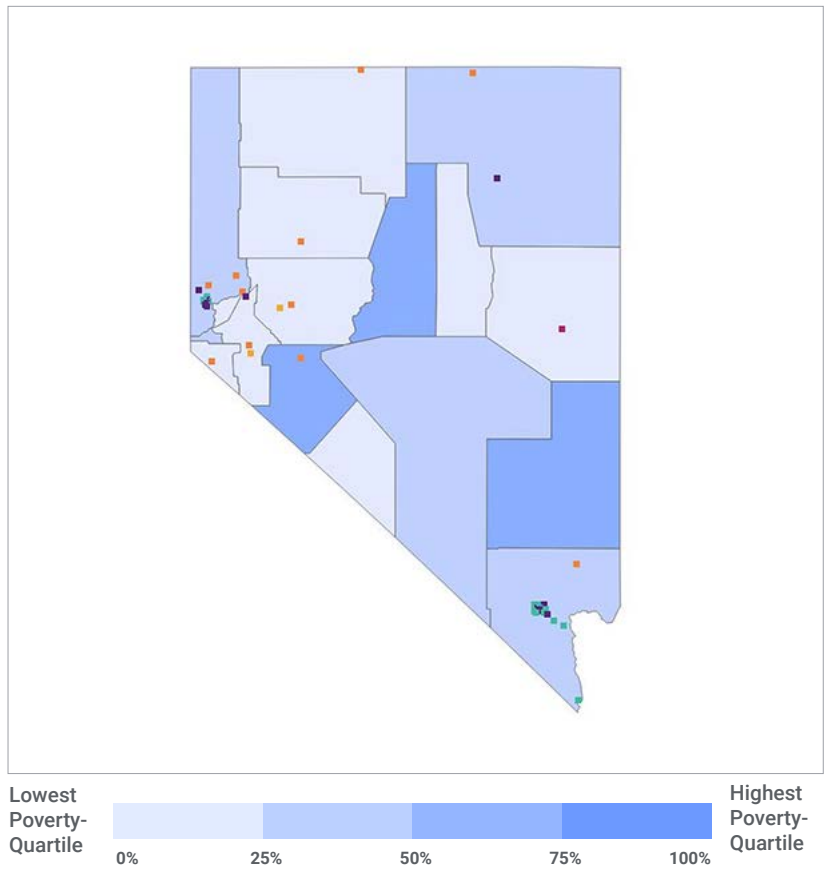 Lowest
Poverty-
Quartile
0%
25%
50%
75%
100%
Highest
Poverty-
Quartile